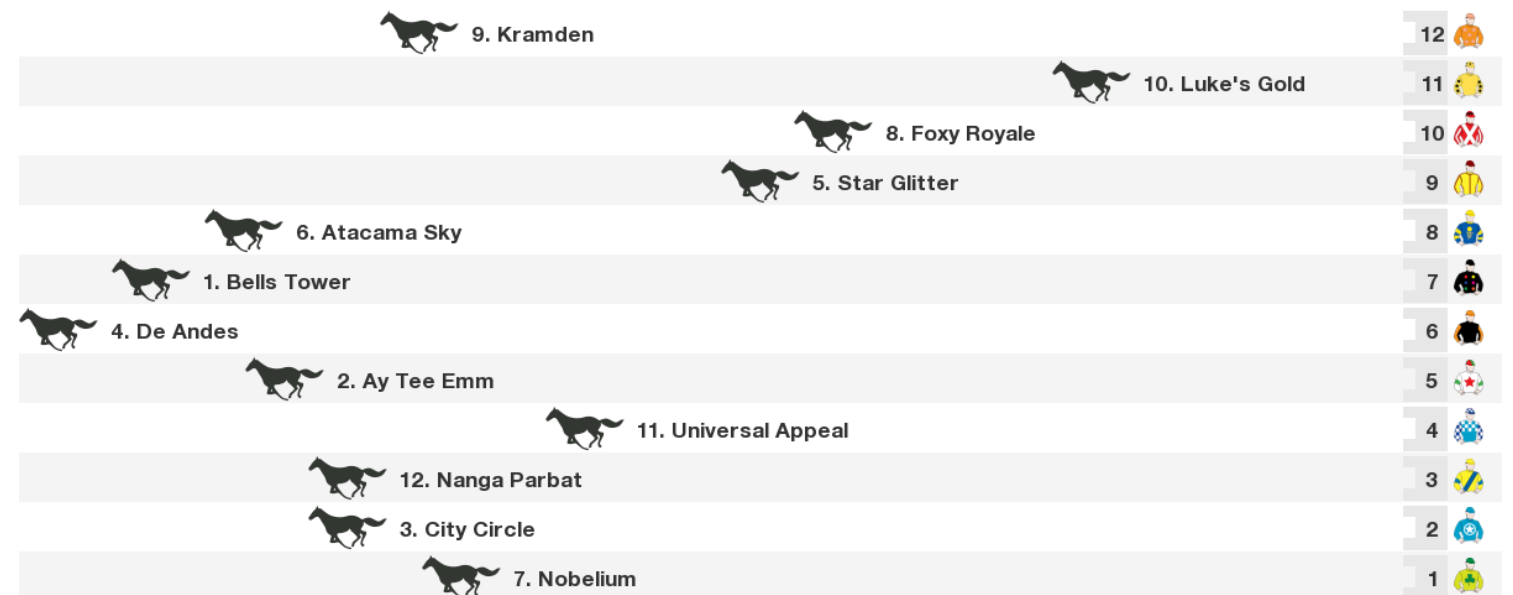 9. Kramden 12
10. Luke's Gold 11
8. Foxy Royale 10
5. Star Glitter 9
6. Atacama Sky 8
1. Bells Tower 7
4. De Andes 6
2. Ay Tee Emm 5
11. Universal Appeal 4
12. Nanga Parbat 3
3. City Circle 2
7. Nobelium 1